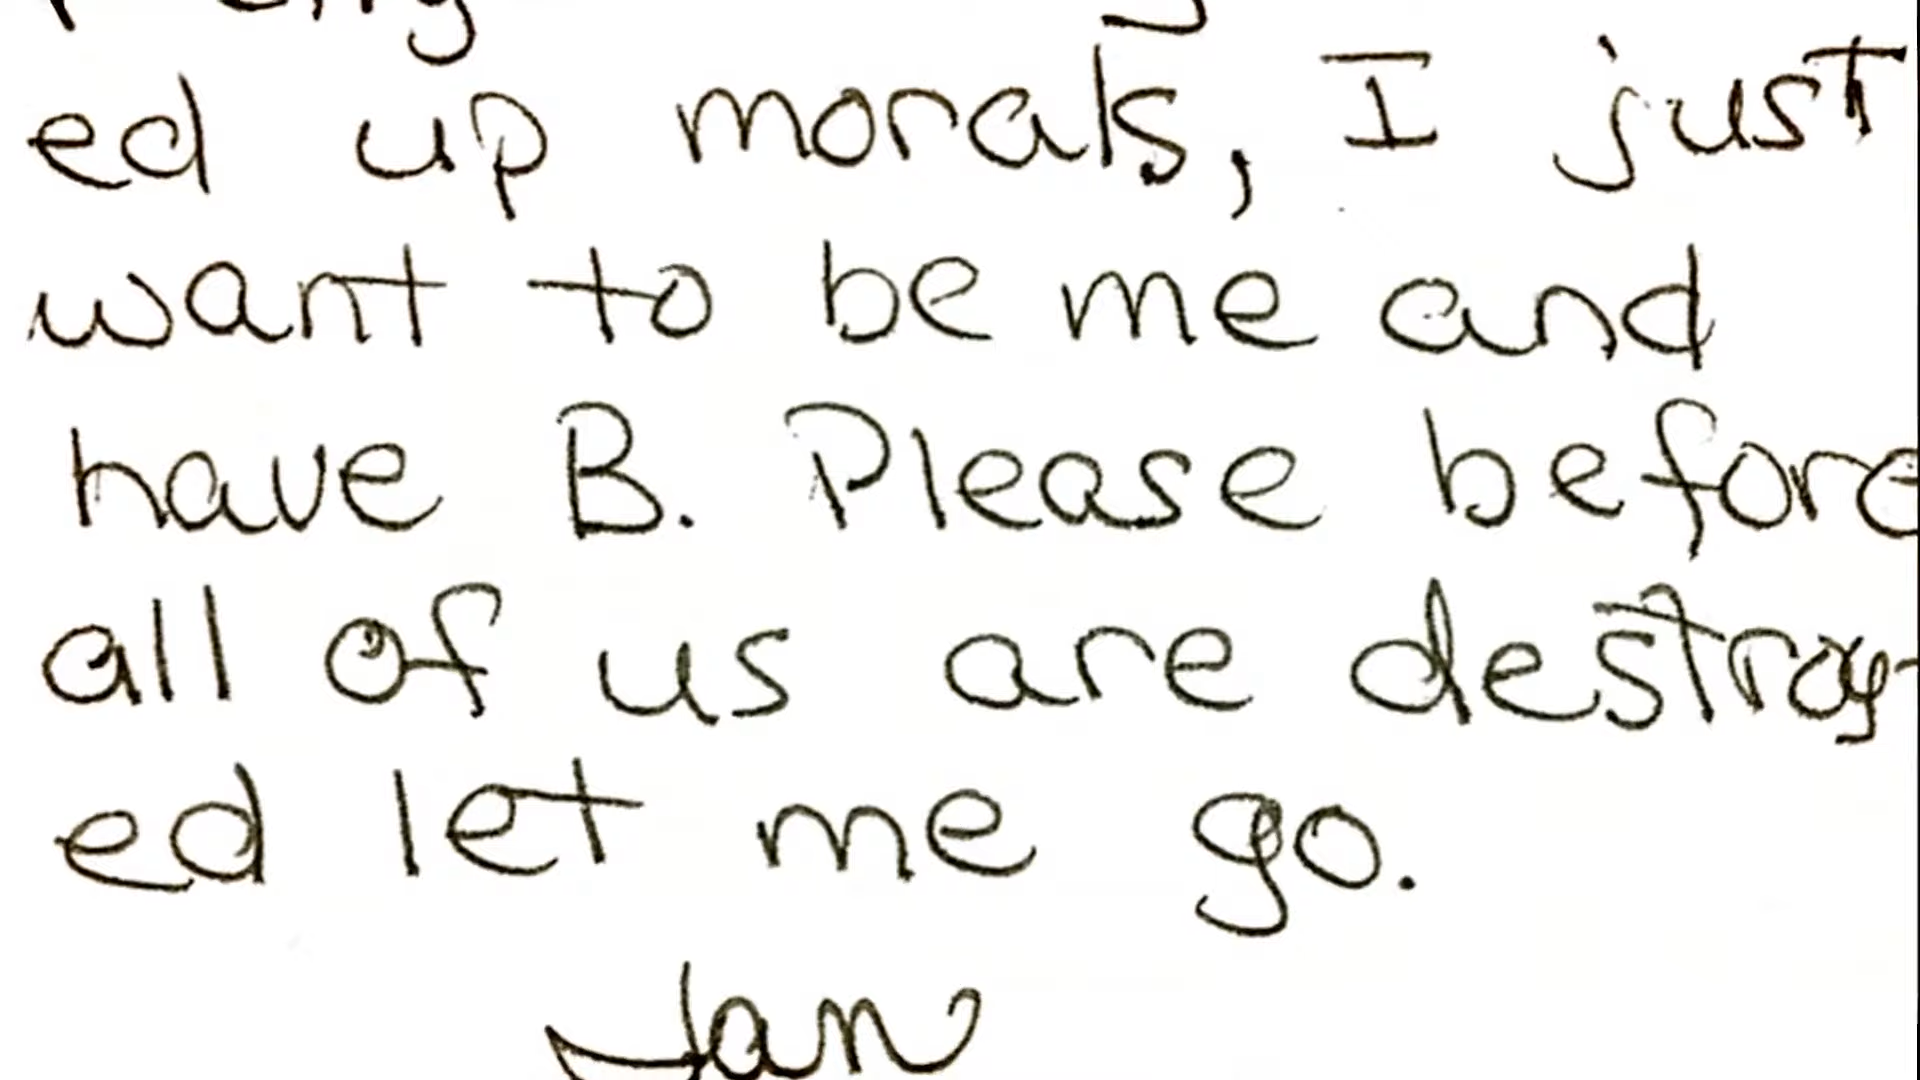 ed up morals, I just
want to be me and
have B. Please before
all of us are destroy-
ed let me go.
Jan